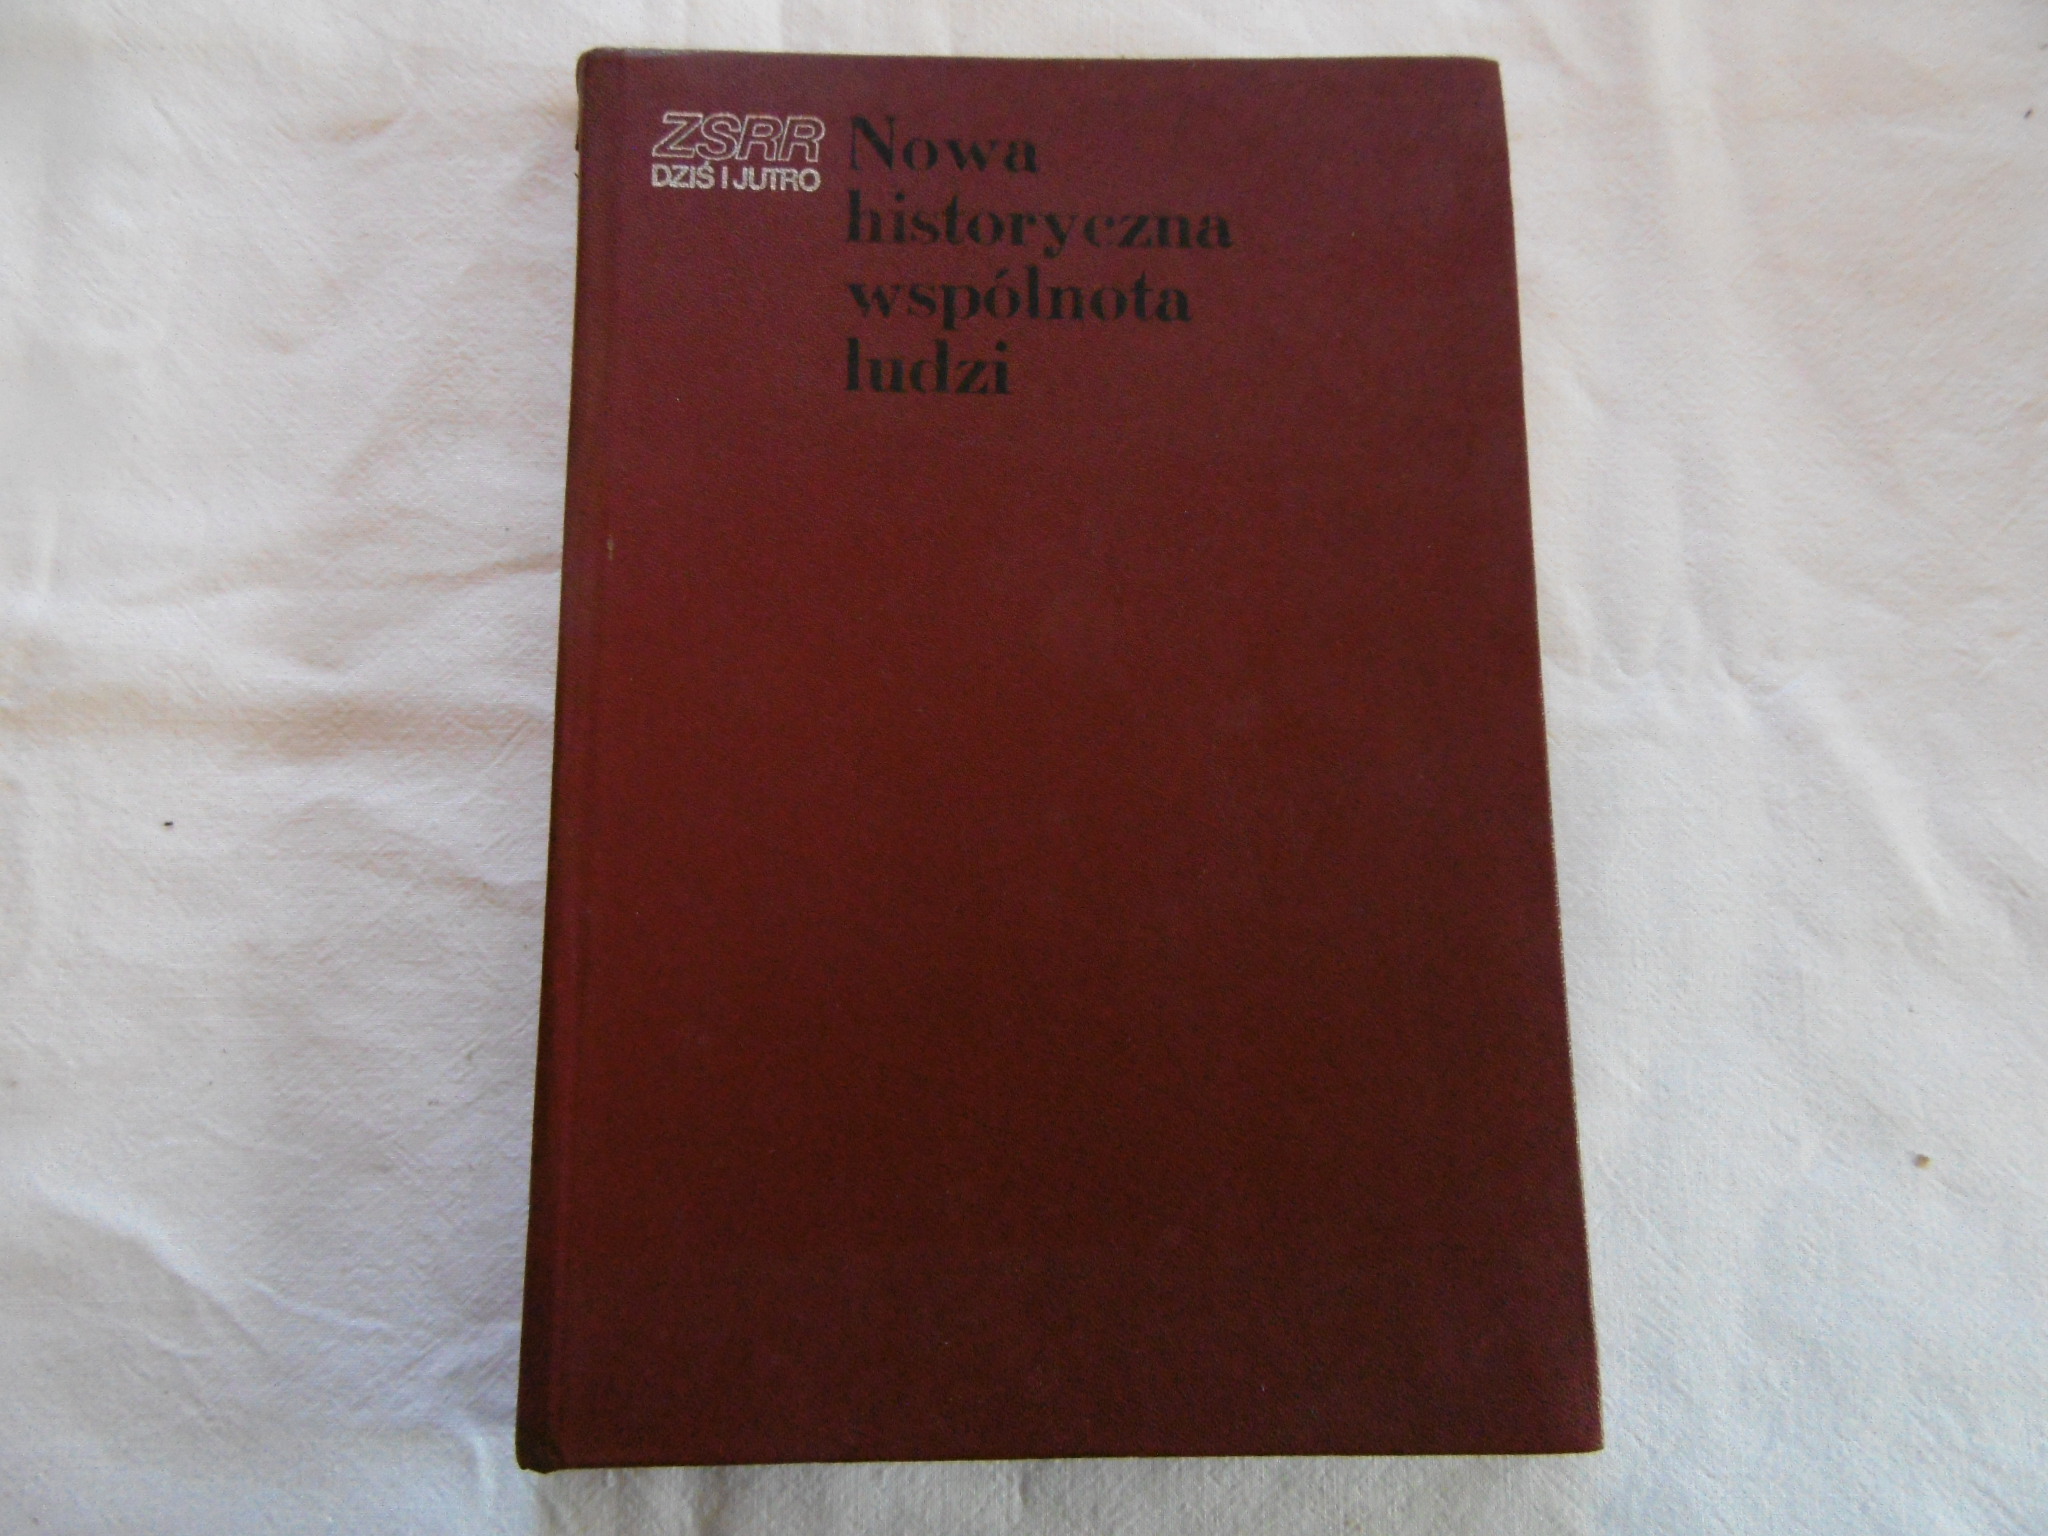 ZSRR
DZIŚ I JUTRO
Nowa
historyczna
wspólnota
ludzi